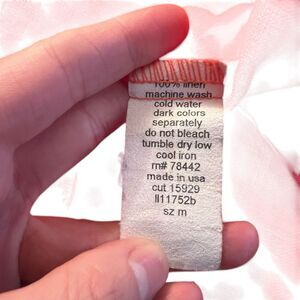 100% linen
machine wash
cold water
dark colors
separately
do not bleach
tumble dry low
cool iron
rn# 78442
made in usa
cut 15929
ll11752b
sz m